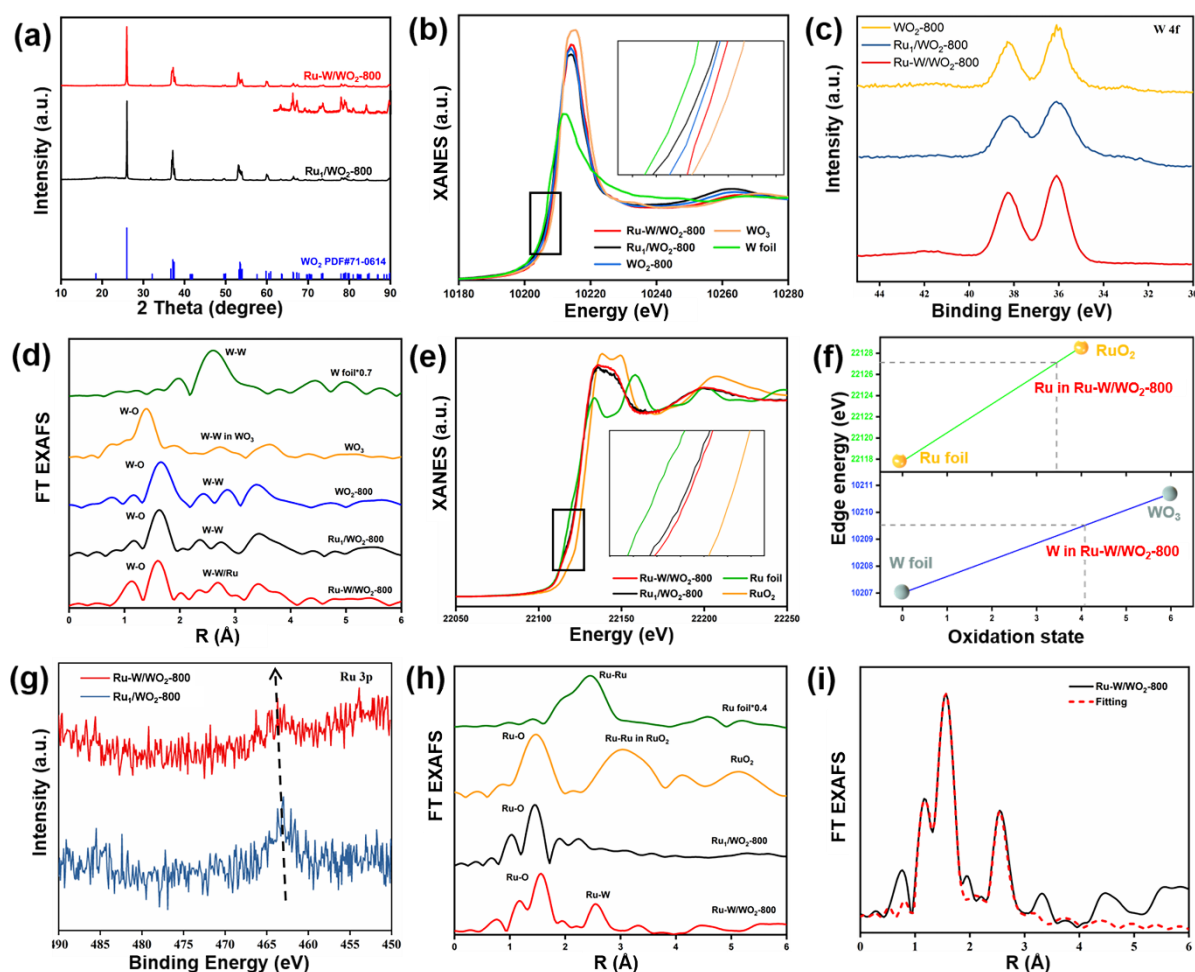 (a)
Intensity (a.u.)
Ru-W/WO2-800
Ru1/WO2-800
WO2 PDF#71-0614
10 20 30 40 50 60 70 80 90
2 Theta (degree)
(b)
XANES (a.u.)
Ru-W/WO2-800
Ru1/WO2-800
WO2-800
WO3
W foil
10180 10200 10220 10240 10260 10280
Energy (eV)
(c)
W 4f
WO2-800
Ru1/WO2-800
Ru-W/WO2-800
Intensity (a.u.)
44 42 40 38 36 34 32 30
Binding Energy (eV)
(d)
FT EXAFS
W-W
W foil*0.7
W-O
W-W in WO3
WO3
W-O
W-W
WO2-800
W-O
W-W
Ru1/WO2-800
W-O
W-W/Ru
Ru-W/WO2-800
0 1 2 3 4 5 6
R (Å)
(e)
XANES (a.u.)
Ru-W/WO2-800
Ru1/WO2-800
Ru foil
RuO2
22050 22100 22150 22200 22250
Energy (eV)
(f)
Edge energy (eV)
22128
22126
22124
22122
22120
22118
RuO2
Ru in Ru-W/WO2-800
Ru foil
10211
10210
10209
10208
10207
WO3
W in Ru-W/WO2-800
W foil
0 1 2 3 4 5 6
Oxidation state
(g)
Ru-W/WO2-800
Ru1/WO2-800
Ru 3p
Intensity (a.u.)
490 485 480 475 470 465 460 455 450
Binding Energy (eV)
(h)
FT EXAFS
Ru-Ru
Ru foil*0.4
Ru-O
Ru-Ru in RuO2
RuO2
Ru-O
Ru1/WO2-800
Ru-O
Ru-W
Ru-W/WO2-800
0 1 2 3 4 5 6
R (Å)
(i)
Ru-W/WO2-800
Fitting
FT EXAFS
0 1 2 3 4 5 6
R (Å)